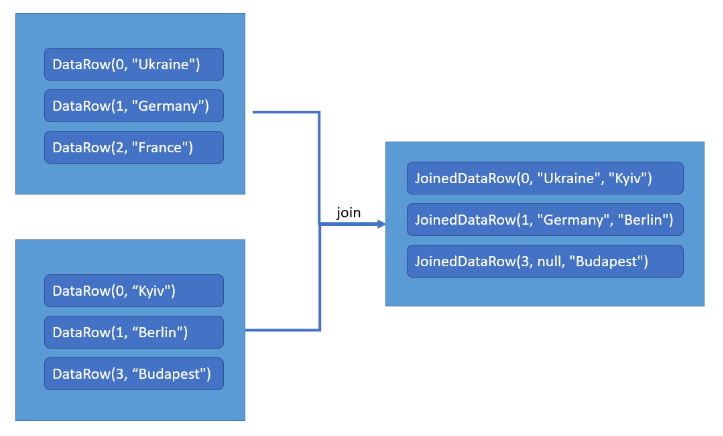 DataRow(0, "Ukraine")
DataRow(1, "Germany")
DataRow(2, "France")
DataRow(0, “Kyiv")
DataRow(1, “Berlin")
DataRow(3, “Budapest")
join
JoinedDataRow(0, "Ukraine", "Kyiv")
JoinedDataRow(1, "Germany", "Berlin")
JoinedDataRow(3, null, "Budapest")